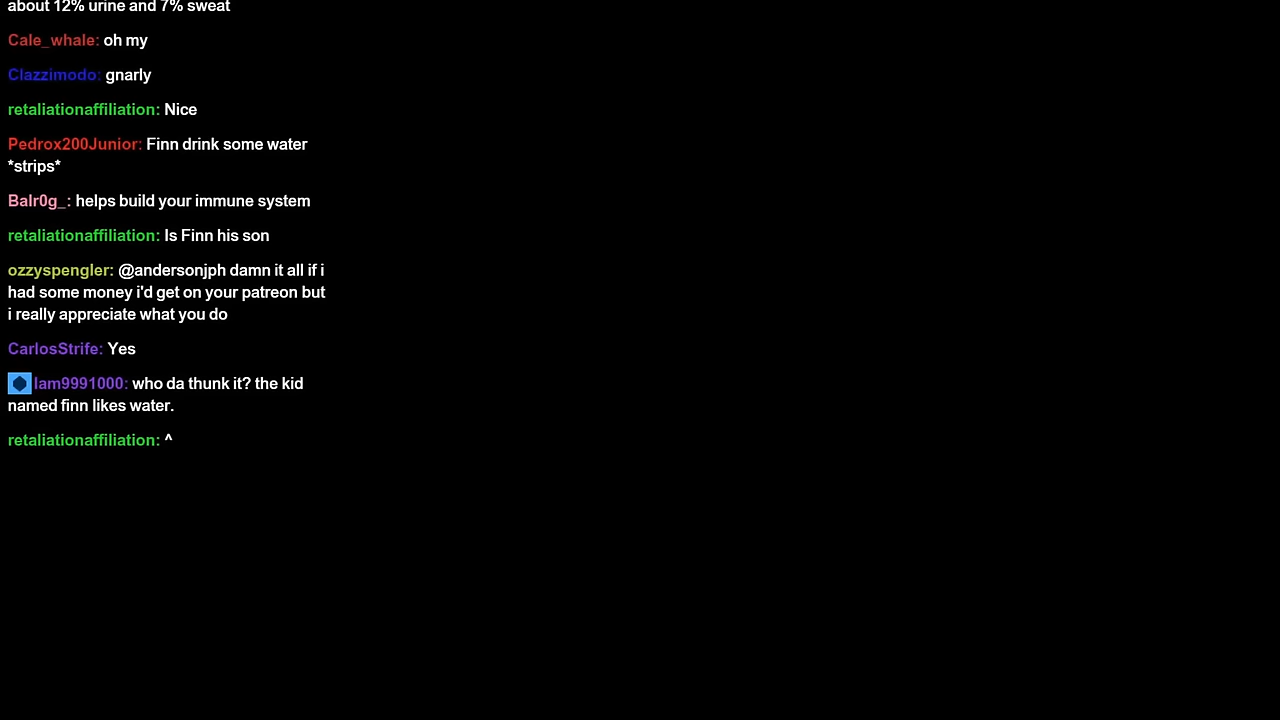 about 12% urine and 7% sweat
Cale_whale: oh my
Clazzimodo: gnarly
retaliationaffiliation: Nice
Pedrox200Junior: Finn drink some water
*strips*
Balr0g_: helps build your immune system
retaliationaffiliation: Is Finn his son
ozzyspengler: @andersonjph damn it all if i
had some money i'd get on your patreon but
i really appreciate what you do
CarlosStrife: Yes
Iam9991000: who da thunk it? the kid
named finn likes water.
retaliationaffiliation: ^